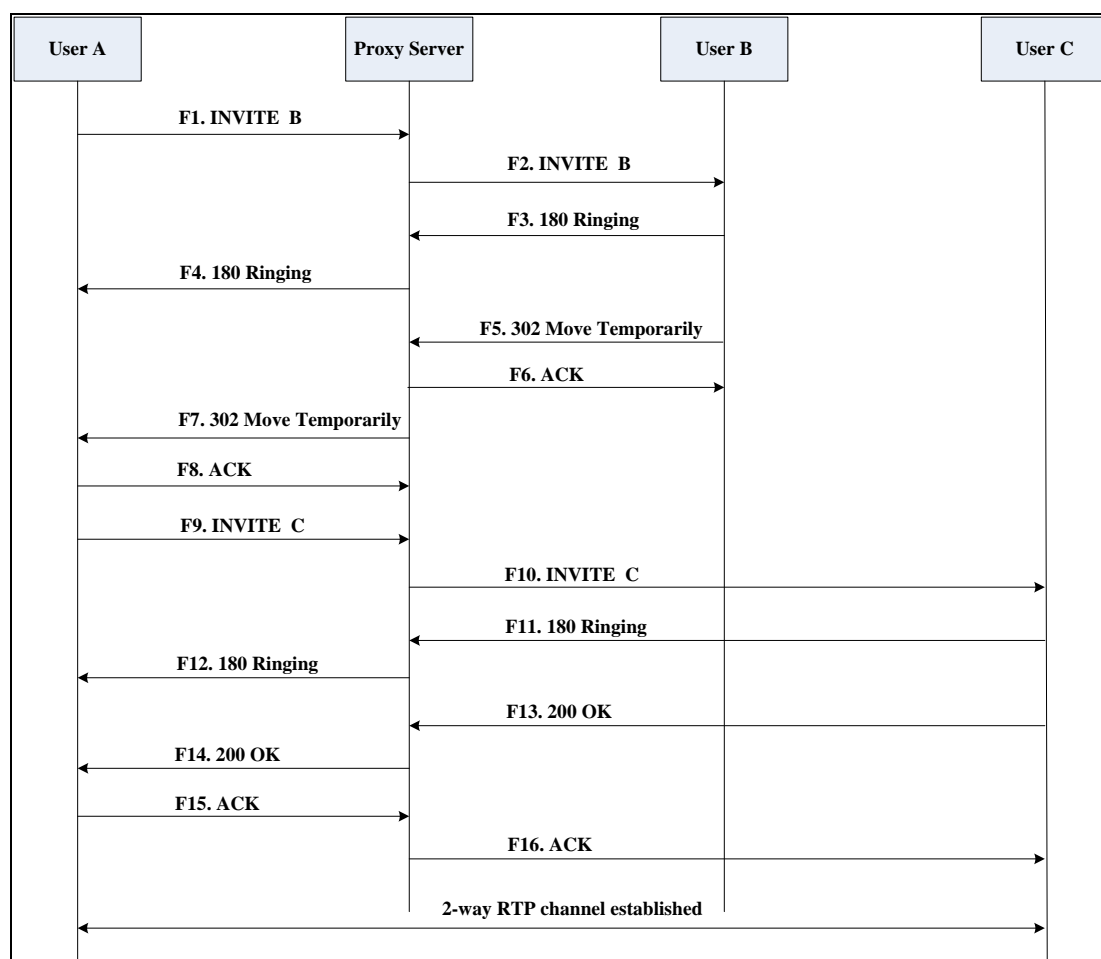 User A
Proxy Server
User B
User C
F1. INVITE B
F2. INVITE B
F3. 180 Ringing
F4. 180 Ringing
F5. 302 Move Temporarily
F6. ACK
F7. 302 Move Temporarily
F8. ACK
F9. INVITE C
F10. INVITE C
F11. 180 Ringing
F12. 180 Ringing
F13. 200 OK
F14. 200 OK
F15. ACK
F16. ACK
2-way RTP channel established